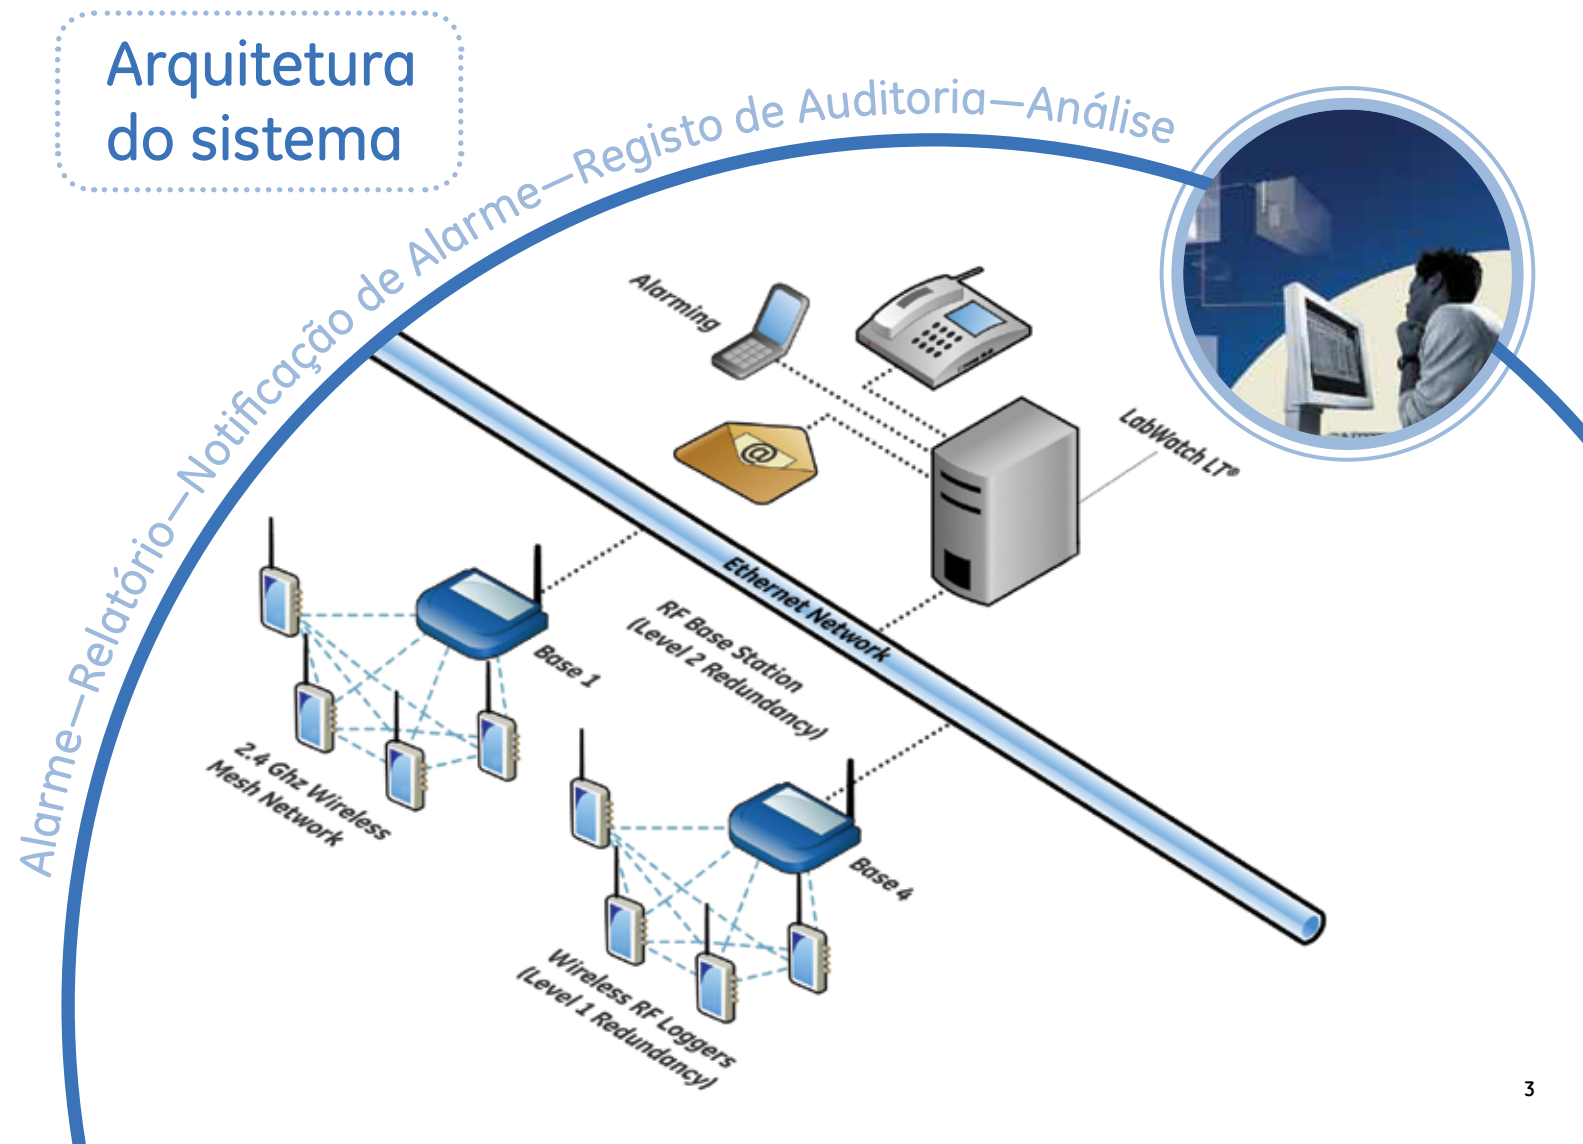 Arquitetura
do sistema
Alarme—Relatório—Notificação de Alarme—Registo de Auditoria—Análise
Alarming
@
LabWatch LT®
Ethernet Network
RF Base Station
(Level 2 Redundancy)
Base 1
2.4 Ghz Wireless
Mesh Network
Base 4
Wireless RF Loggers
(Level 1 Redundancy)
3